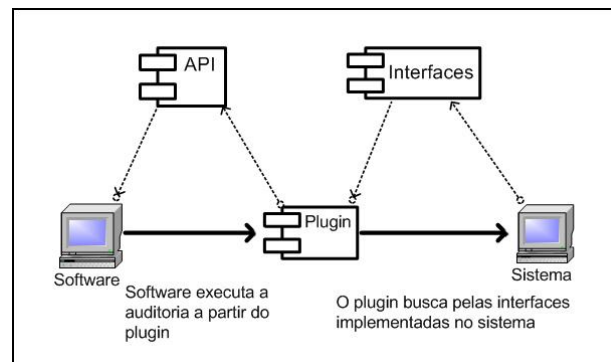 API
Interfaces
Plugin
Software
Sistema
Software executa a
auditoria a partir do
plugin
O plugin busca pelas interfaces
implementadas no sistema